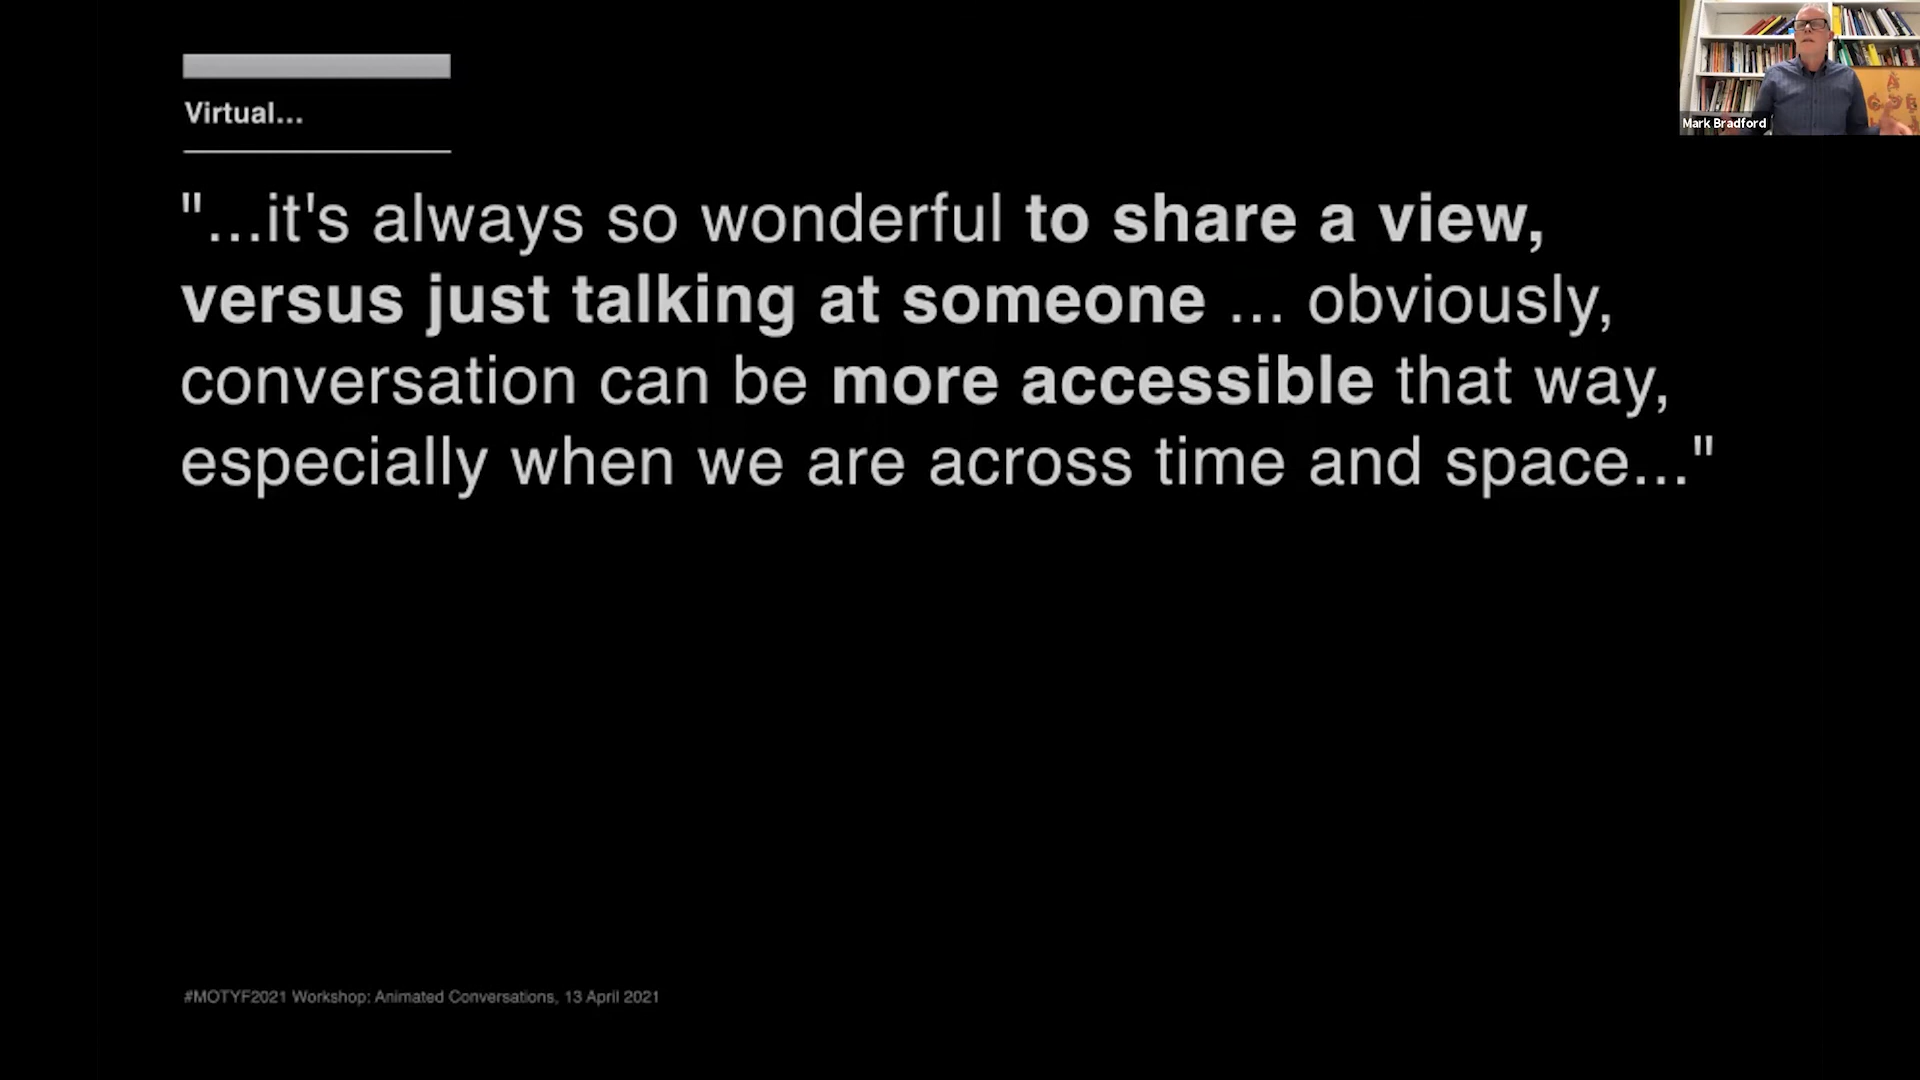 Virtual...
"...it's always so wonderful to share a view,
versus just talking at someone ... obviously,
conversation can be more accessible that way,
especially when we are across time and space..."
#MOTYF2021 Workshop: Animated Conversations, 13 April 2021
Mark Bradford